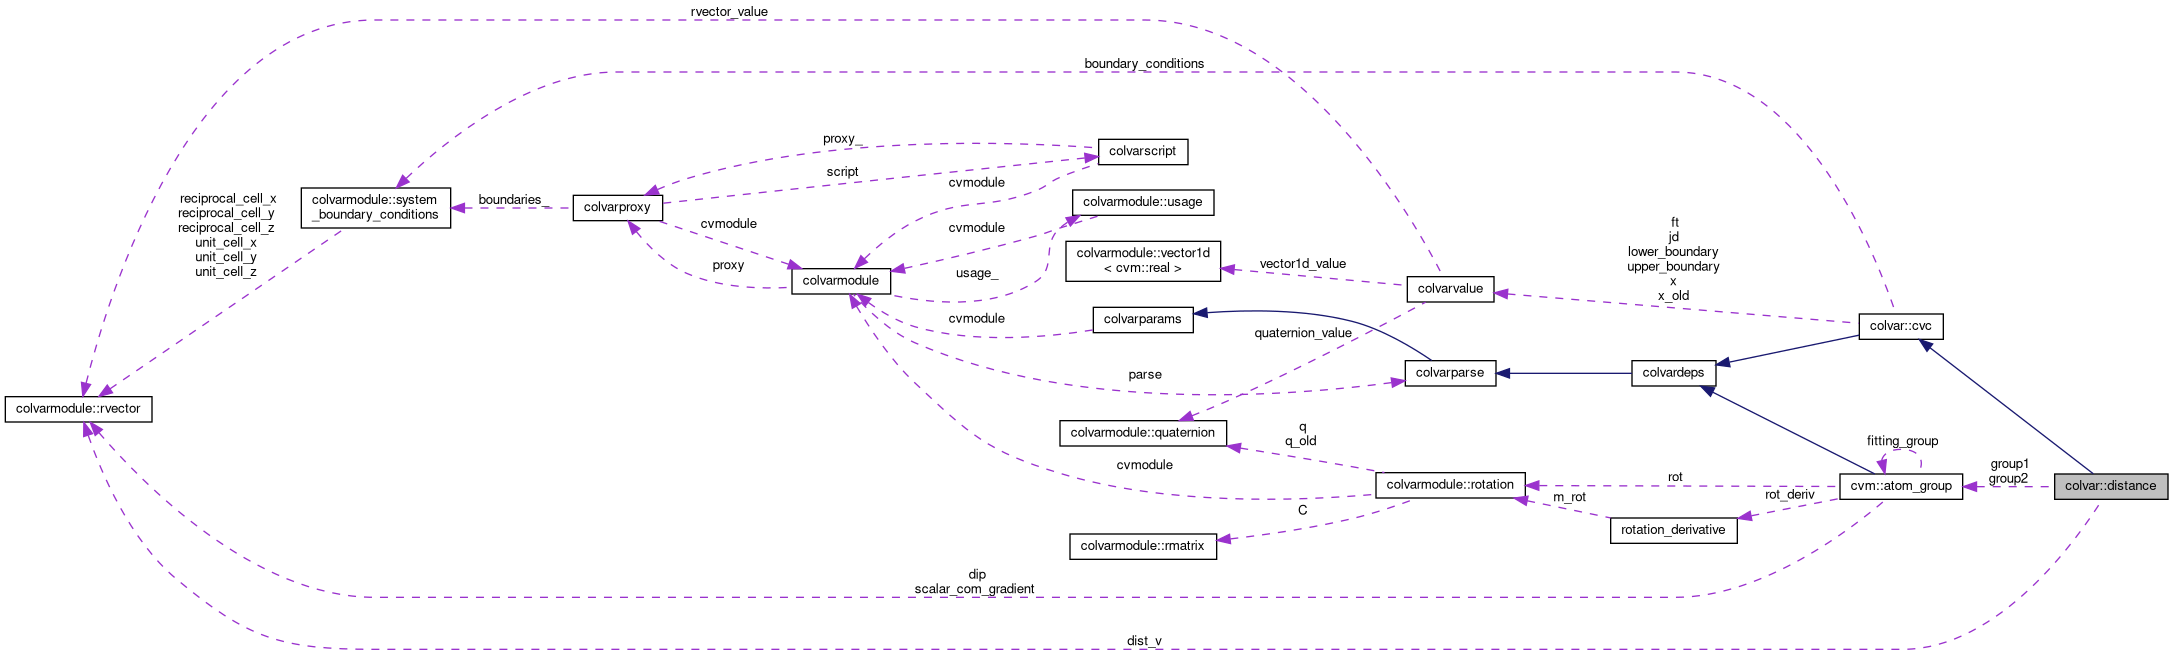 rvector_value
boundary_conditions
proxy_
colvarscript
script
cvmodule
reciprocal_cell_x
reciprocal_cell_y
reciprocal_cell_z
unit_cell_x
unit_cell_y
unit_cell_z
colvarmodule::system
_boundary_conditions
boundaries_
colvarproxy
cvmodule
colvarmodule::usage
cvmodule
proxy
colvarmodule
usage_
colvarmodule::vector1d
< cvm::real >
vector1d_value
colvarvalue
ft
jd
lower_boundary
upper_boundary
x
x_old
colvar::cvc
cvmodule
colvarparams
quaternion_value
parse
colvarparse
colvardeps
colvarmodule::rvector
colvarmodule::quaternion
q
q_old
fitting_group
cvmodule
colvarmodule::rotation
rot
cvm::atom_group
group1
group2
colvar::distance
m_rot
rot_deriv
C
rotation_derivative
colvarmodule::rmatrix
dip
scalar_com_gradient
dist_v